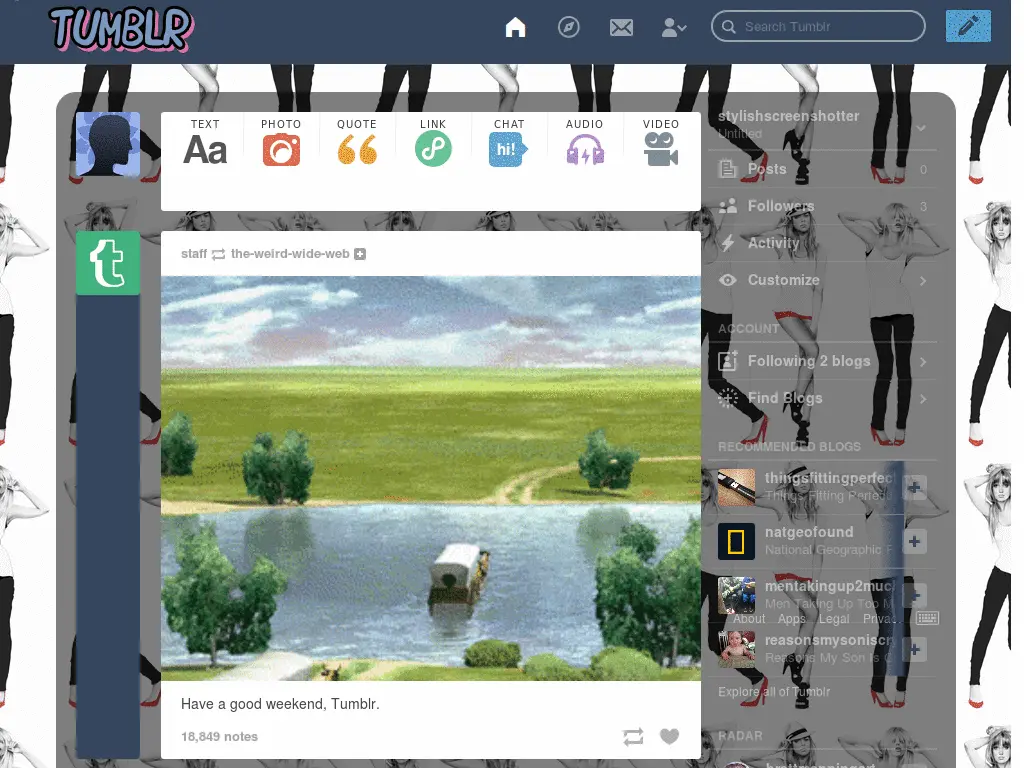 TUMBLR
Search Tumblr
TEXT PHOTO QUOTE LINK CHAT AUDIO VIDEO
Aa hi!
stylishscreenshotter
Untitled
Posts 0
Followers 3
Activity
Customize
ACCOUNT
Following 2 blogs
Find Blogs
RECOMMENDED BLOGS
thingsfittingperfec
Things Fitting Perfectl
natgeofound
National Geographic F
mentakingup2muc
Men Taking Up Too M
About Apps Legal Priva..
reasonsmysoniscr
Reasons My Son Is C
Explore all of Tumblr
RADAR
t
staff the-weird-wide-web
Have a good weekend, Tumblr.
18,849 notes